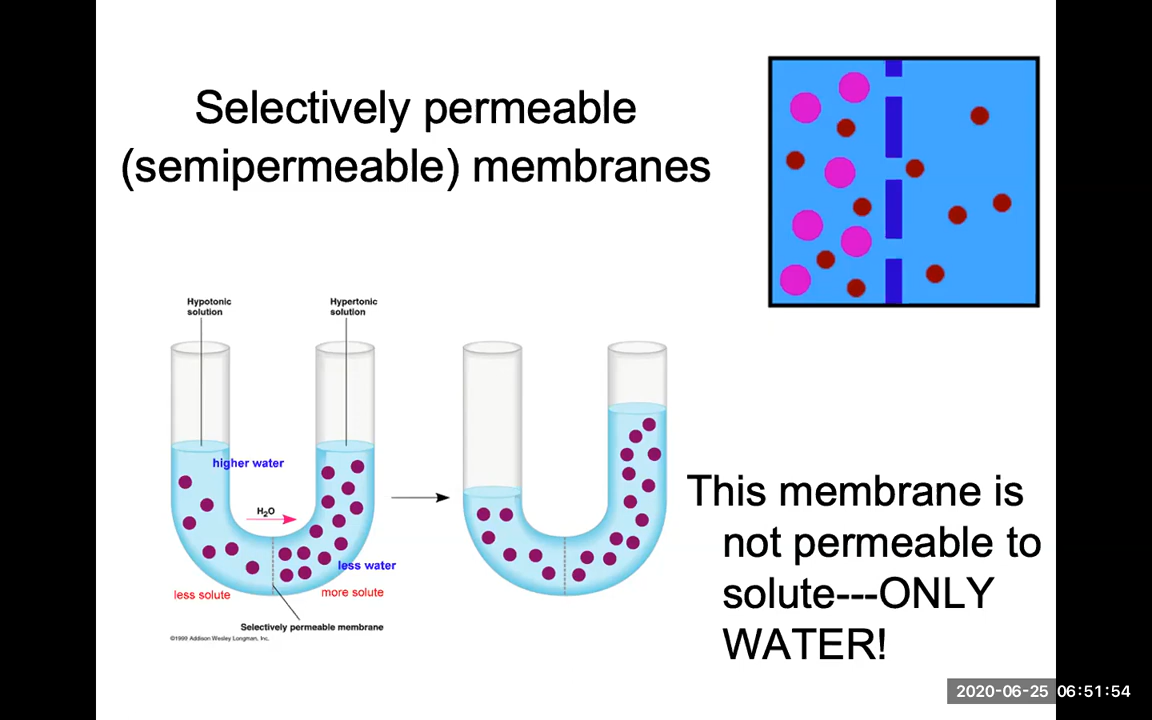 Selectively permeable
(semipermeable) membranes
Hypotonic
solution
Hypertonic
solution
higher water
H₂O
less water
less solute
more solute
Selectively permeable membrane
©1999 Addison Wesley Longman, Inc.
This membrane is
not permeable to
solute---ONLY
WATER!
2020-06-25 06:51:54